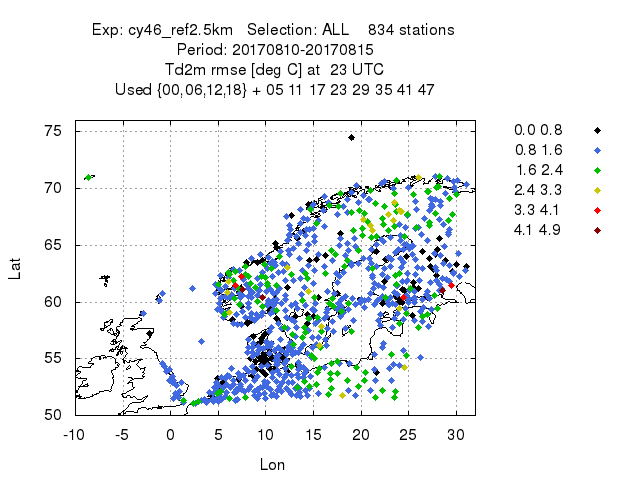 Exp: cy46_ref2.5km   Selection: ALL    834 stations
Period: 20170810-20170815
Td2m rmse [deg C] at  23 UTC
Used {00,06,12,18} + 05 11 17 23 29 35 41 47
75
70
65
60
55
50
Lat
-10 -5 0 5 10 15 20 25 30
Lon
0.0 0.8
0.8 1.6
1.6 2.4
2.4 3.3
3.3 4.1
4.1 4.9